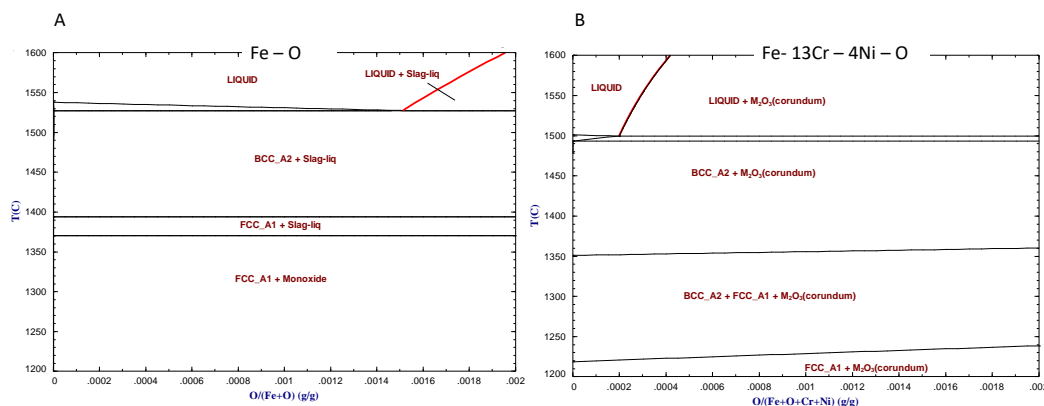 A
Fe – O
1600
1550
1500
1450
1400
1350
1300
1250
1200
T(C)
LIQUID
LIQUID + Slag-liq
BCC_A2 + Slag-liq
FCC_A1 + Slag-liq
FCC_A1 + Monoxide
0 .0002 .0004 .0006 .0008 .001 .0012 .0014 .0016 .0018 .002
O/(Fe+O) (g/g)
B
Fe- 13Cr – 4Ni – O
1600
1550
1500
1450
1400
1350
1300
1250
1200
T(C)
LIQUID
LIQUID + M₂O₃(corundum)
BCC_A2 + M₂O₃(corundum)
BCC_A2 + FCC_A1 + M₂O₃(corundum)
FCC_A1 + M₂O₃(corundum)
0 .0002 .0004 .0006 .0008 .001 .0012 .0014 .0016 .0018 .002
O/(Fe+O+Cr+Ni) (g/g)